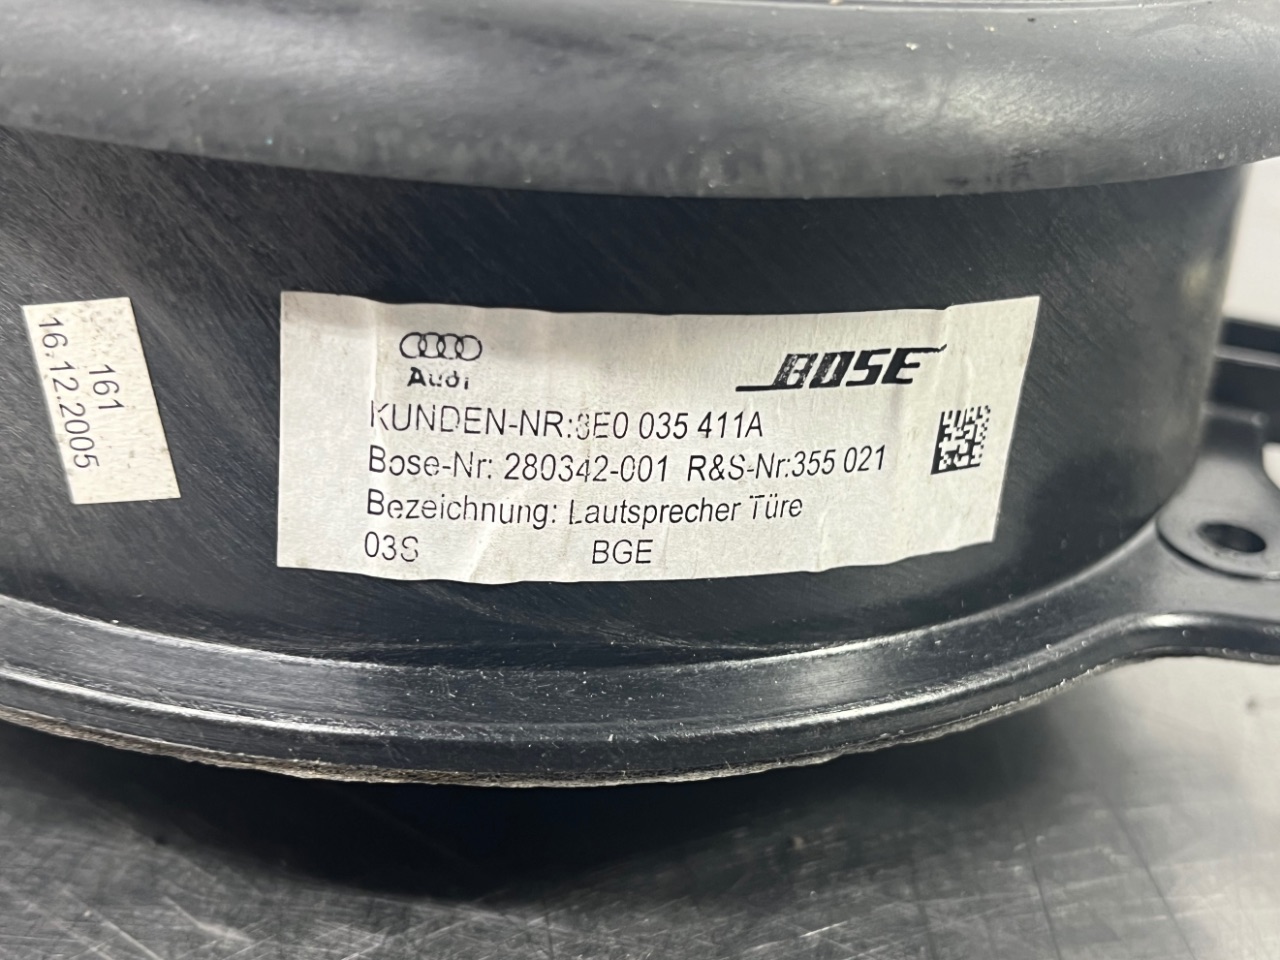 161
16.12.2005
Audi
BOSE
KUNDEN-NR:8E0 035 411A
Bose-Nr: 280342-001 R&S-Nr:355 021
Bezeichnung: Lautsprecher Türe
03S BGE